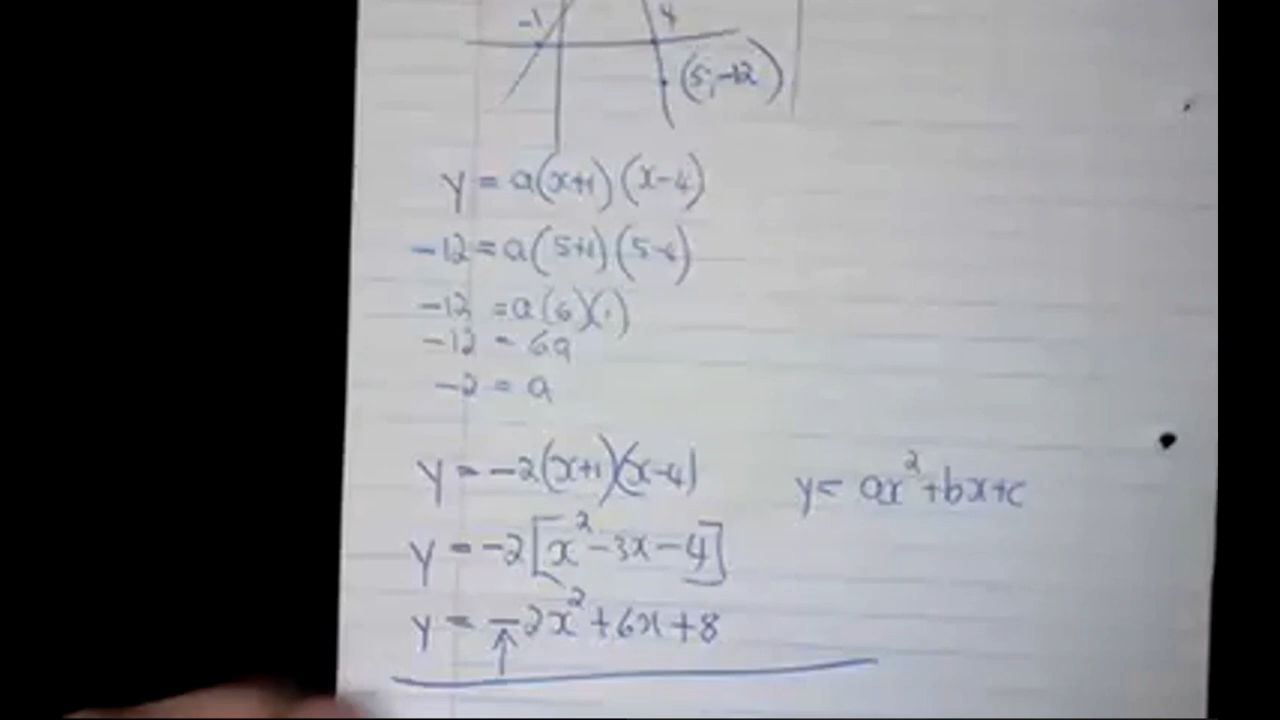 -1 4
(5;-12)
y = a(x+1)(x-4)
-12 = a(5+1)(5-4)
-12 = a(6)(1)
-12 = 6a
-2 = a
y = -2(x+1)(x-4) y= ax²+bx+c
y = -2[x²-3x-4]
y = -2x²+6x+8